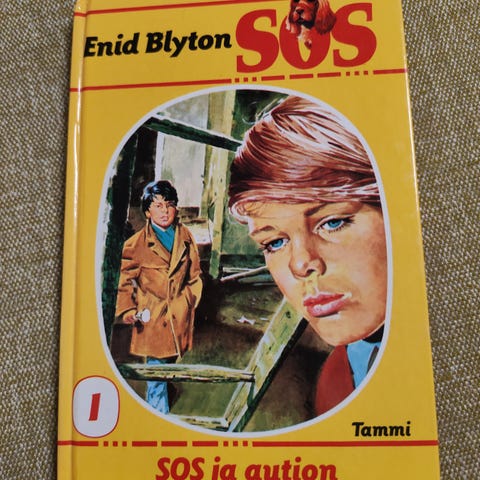 Enid Blyton SOS
1
Tammi
SOS ja aution